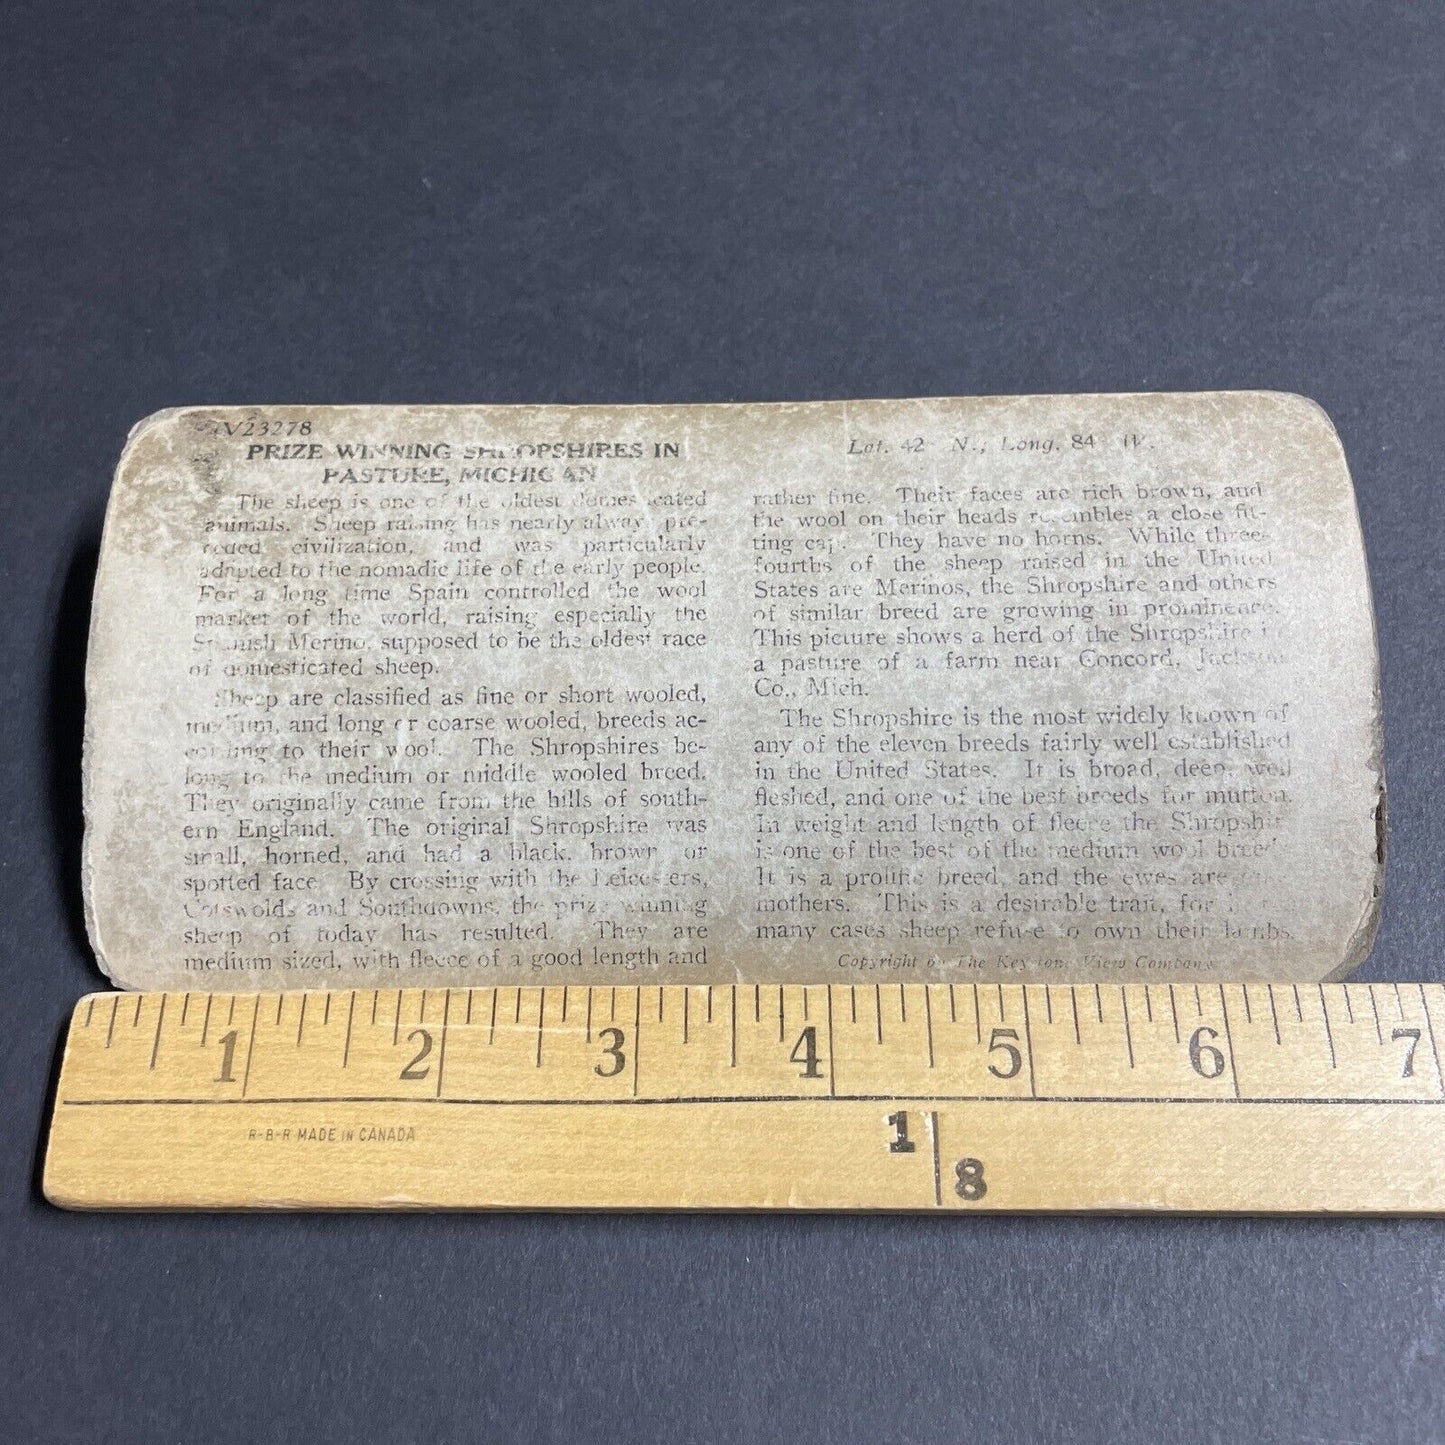 V23278
PRIZE WINNING SHROPSHIRES IN
PASTURE, MICHIGAN
The sheep is one of the oldest domesticated
animals. Sheep raising has nearly always pre-
ceded civilization, and was particularly
adapted to the nomadic life of the early people.
For a long time Spain controlled the wool
market of the world, raising especially the
Spanish Merino, supposed to be the oldest race
of domesticated sheep.
Sheep are classified as fine or short wooled,
medium, and long or coarse wooled, breeds ac-
cording to their wool. The Shropshires be-
long to the medium or middle wooled breed.
They originally came from the hills of south-
ern England. The original Shropshire was
small, horned, and had a black, brown or
spotted face. By crossing with the Leicesters,
Cotswolds and Southdowns, the prize winning
sheep of today has resulted. They are
medium sized, with fleece of a good length and
Lat. 42° N.; Long. 84° W.
rather fine. Their faces are rich brown, and
the wool on their heads resembles a close fit-
ting cap. They have no horns. While three-
fourths of the sheep raised in the United
States are Merinos, the Shropshire and others
of similar breed are growing in prominence.
This picture shows a herd of the Shropshire in
a pasture of a farm near Concord, Jackson
Co., Mich.
The Shropshire is the most widely known of
any of the eleven breeds fairly well established
in the United States. It is broad, deep, well
fleshed, and one of the best breeds for mutton.
In weight and length of fleece the Shropshire
is one of the best of the medium wool breeds.
It is a prolific breed, and the ewes are
mothers. This is a desirable trait, for in
many cases sheep refuse to own their lambs.
Copyright by The Keystone View Company
1 2 3 4 5 6 7
R-B-R MADE IN CANADA
1
8